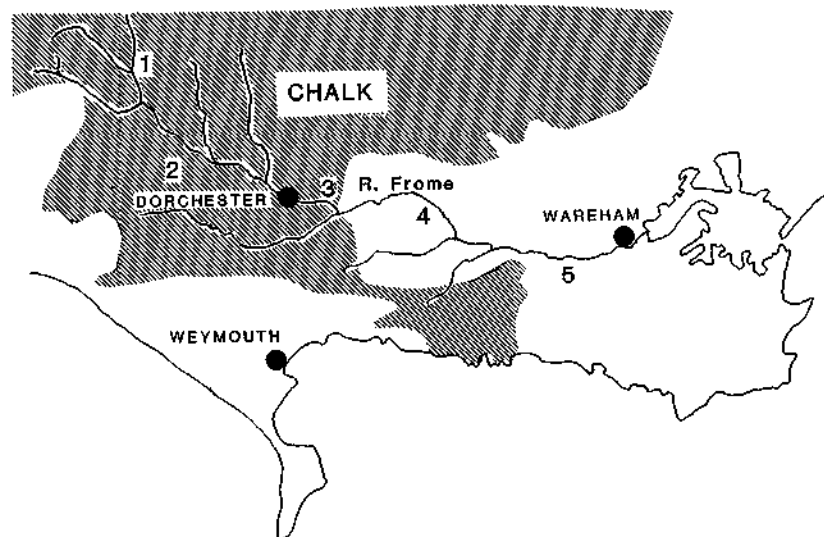 1
CHALK
2
DORCHESTER
3
R. Frome
4
WAREHAM
5
WEYMOUTH